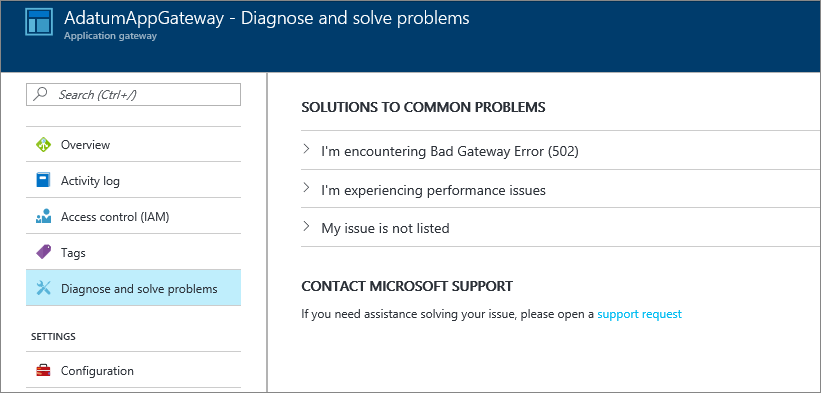 AdatumAppGateway - Diagnose and solve problems
Application gateway
Search (Ctrl+/)
Overview
Activity log
Access control (IAM)
Tags
Diagnose and solve problems
SETTINGS
Configuration
SOLUTIONS TO COMMON PROBLEMS
I'm encountering Bad Gateway Error (502)
I'm experiencing performance issues
My issue is not listed
CONTACT MICROSOFT SUPPORT
If you need assistance solving your issue, please open a support request